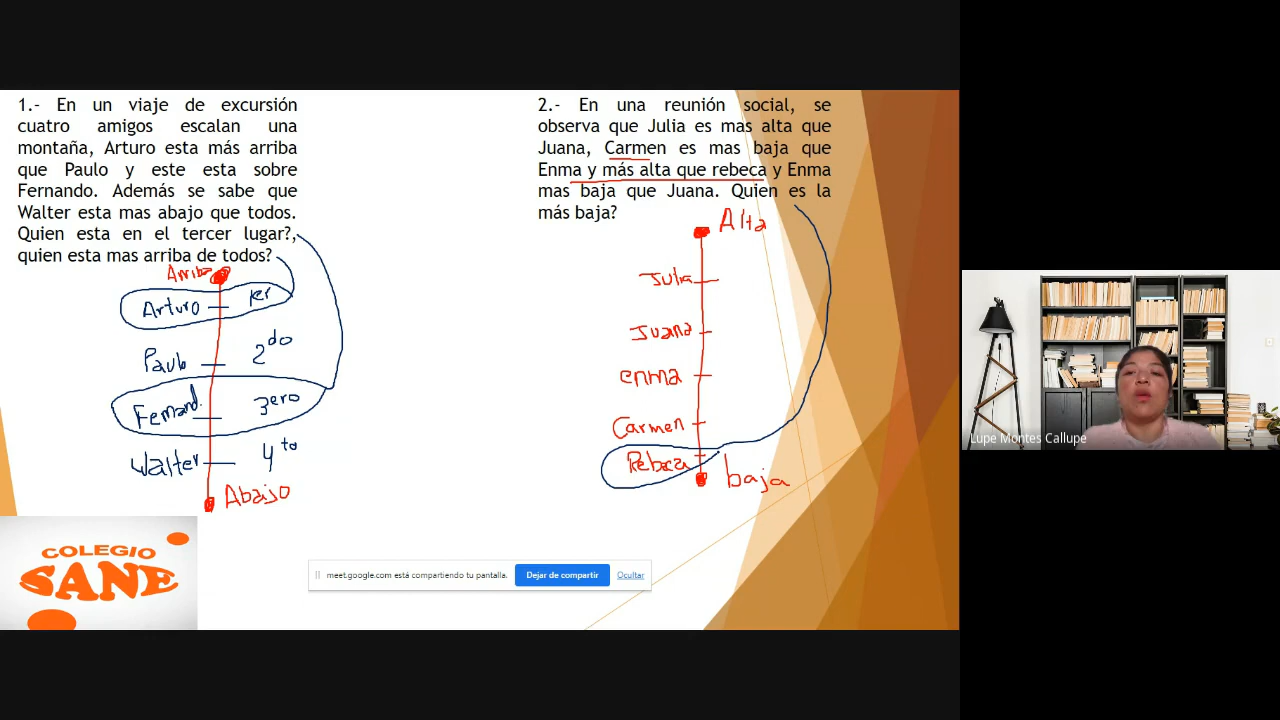 1.- En un viaje de excursión
cuatro amigos escalan una
montaña, Arturo esta más arriba
que Paulo y este esta sobre
Fernando. Además se sabe que
Walter esta mas abajo que todos.
Quien esta en el tercer lugar?,
quien esta mas arriba de todos?
Arriba
Arturo 1er
Paulo 2do
Fernand. 3ero
Walter 4to
Abajo
COLEGIO
SANE
2.- En una reunión social, se
observa que Julia es mas alta que
Juana, Carmen es mas baja que
Enma y más alta que rebeca y Enma
mas baja que Juana. Quien es la
más baja?
Alta
Julia
Juana
enma
Carmen
Rebeca
baja
meet.google.com está compartiendo tu pantalla. Dejar de compartir Ocultar
Lupe Montes Callupe